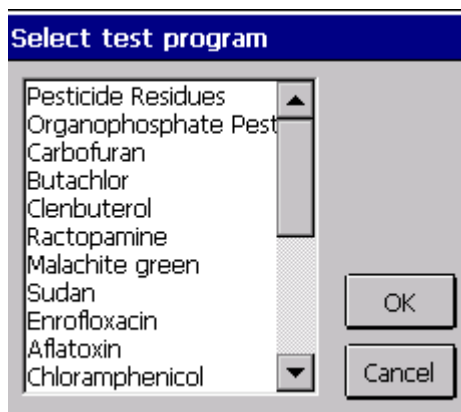 Select test program
Pesticide Residues
Organophosphate Pest
Carbofuran
Butachlor
Clenbuterol
Ractopamine
Malachite green
Sudan
Enrofloxacin
Aflatoxin
Chloramphenicol
OK
Cancel